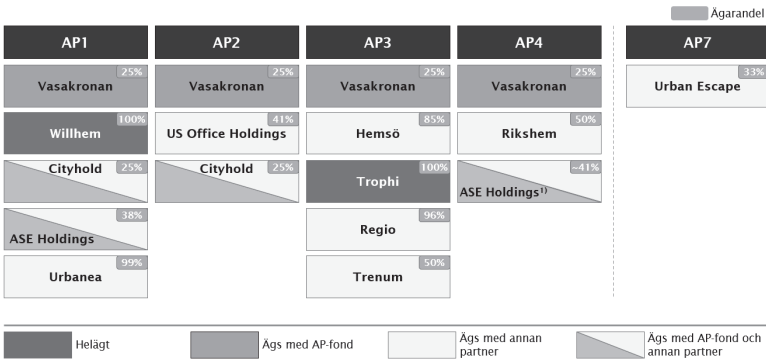 Ägarandel
AP1 AP2 AP3 AP4 AP7
25% 25% 25% 25% 33%
Vasakronan Vasakronan Vasakronan Vasakronan Urban Escape
100% 41% 85% 50%
Willhem US Office Holdings Hemsö Rikshem
Cityhold 25% Cityhold 25% 100% ~41%
Trophi ASE Holdings¹⁾
38% 96%
ASE Holdings Regio
99% 50%
Urbanea Trenum
Helägt Ägs med AP-fond Ägs med annan Ägs med AP-fond och
partner annan partner